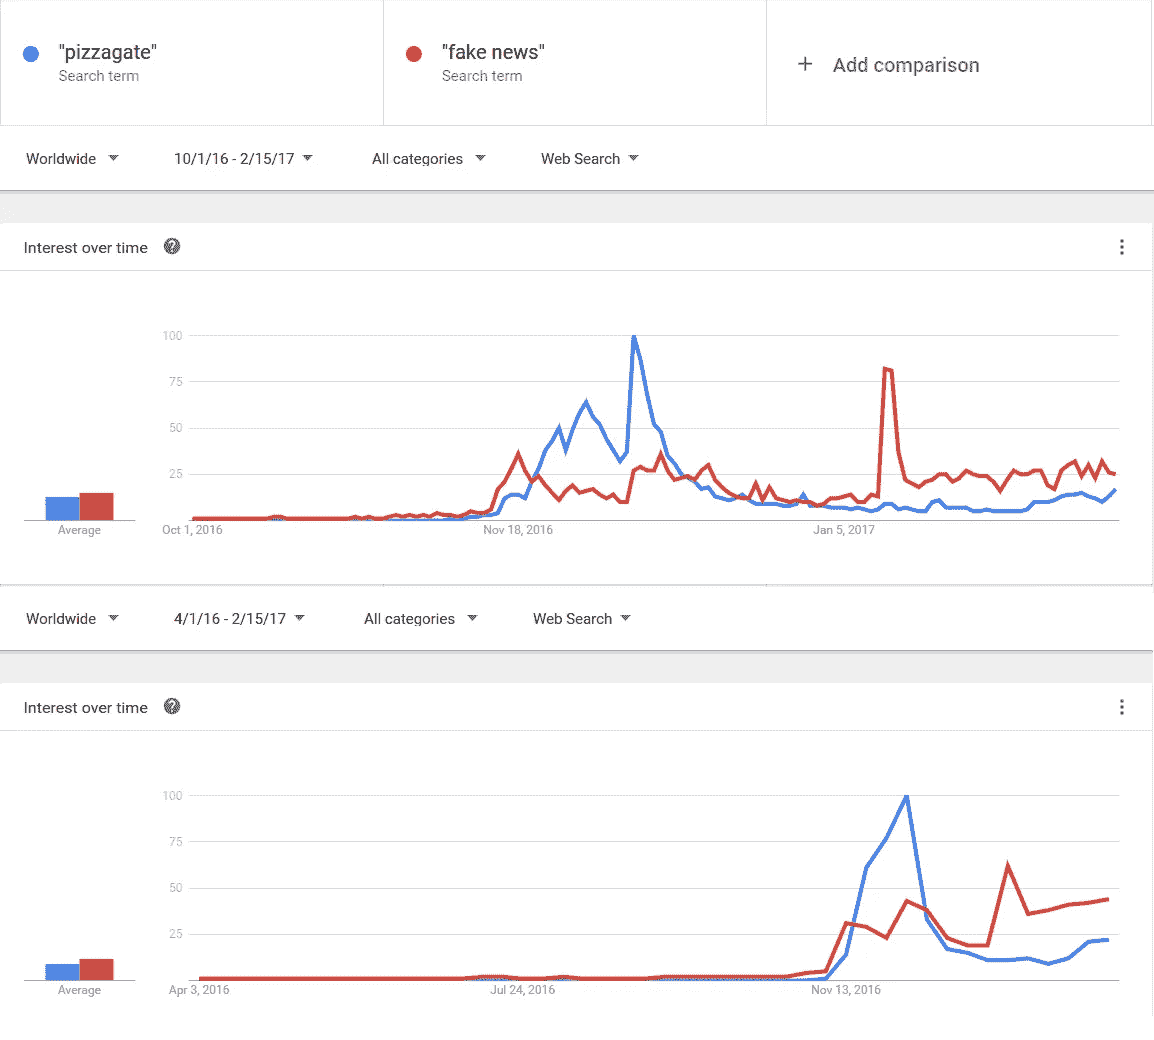 "pizzagate"
Search term
"fake news"
Search term
+ Add comparison
Worldwide 10/1/16 - 2/15/17 All categories Web Search
Interest over time ?
100
75
50
25
Average
Oct 1, 2016 Nov 18, 2016 Jan 5, 2017
Worldwide 4/1/16 - 2/15/17 All categories Web Search
Interest over time ?
100
75
50
25
Average
Apr 3, 2016 Jul 24, 2016 Nov 13, 2016